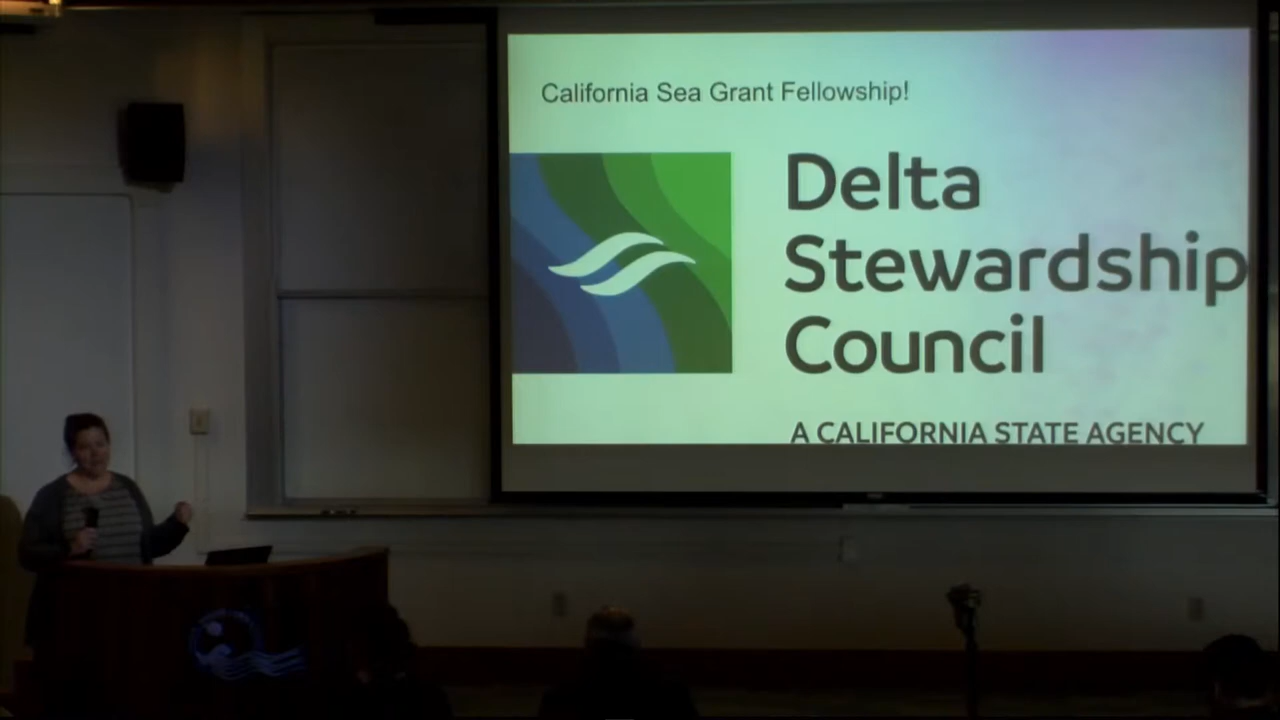 California Sea Grant Fellowship!
Delta
Stewardship
Council
A CALIFORNIA STATE AGENCY